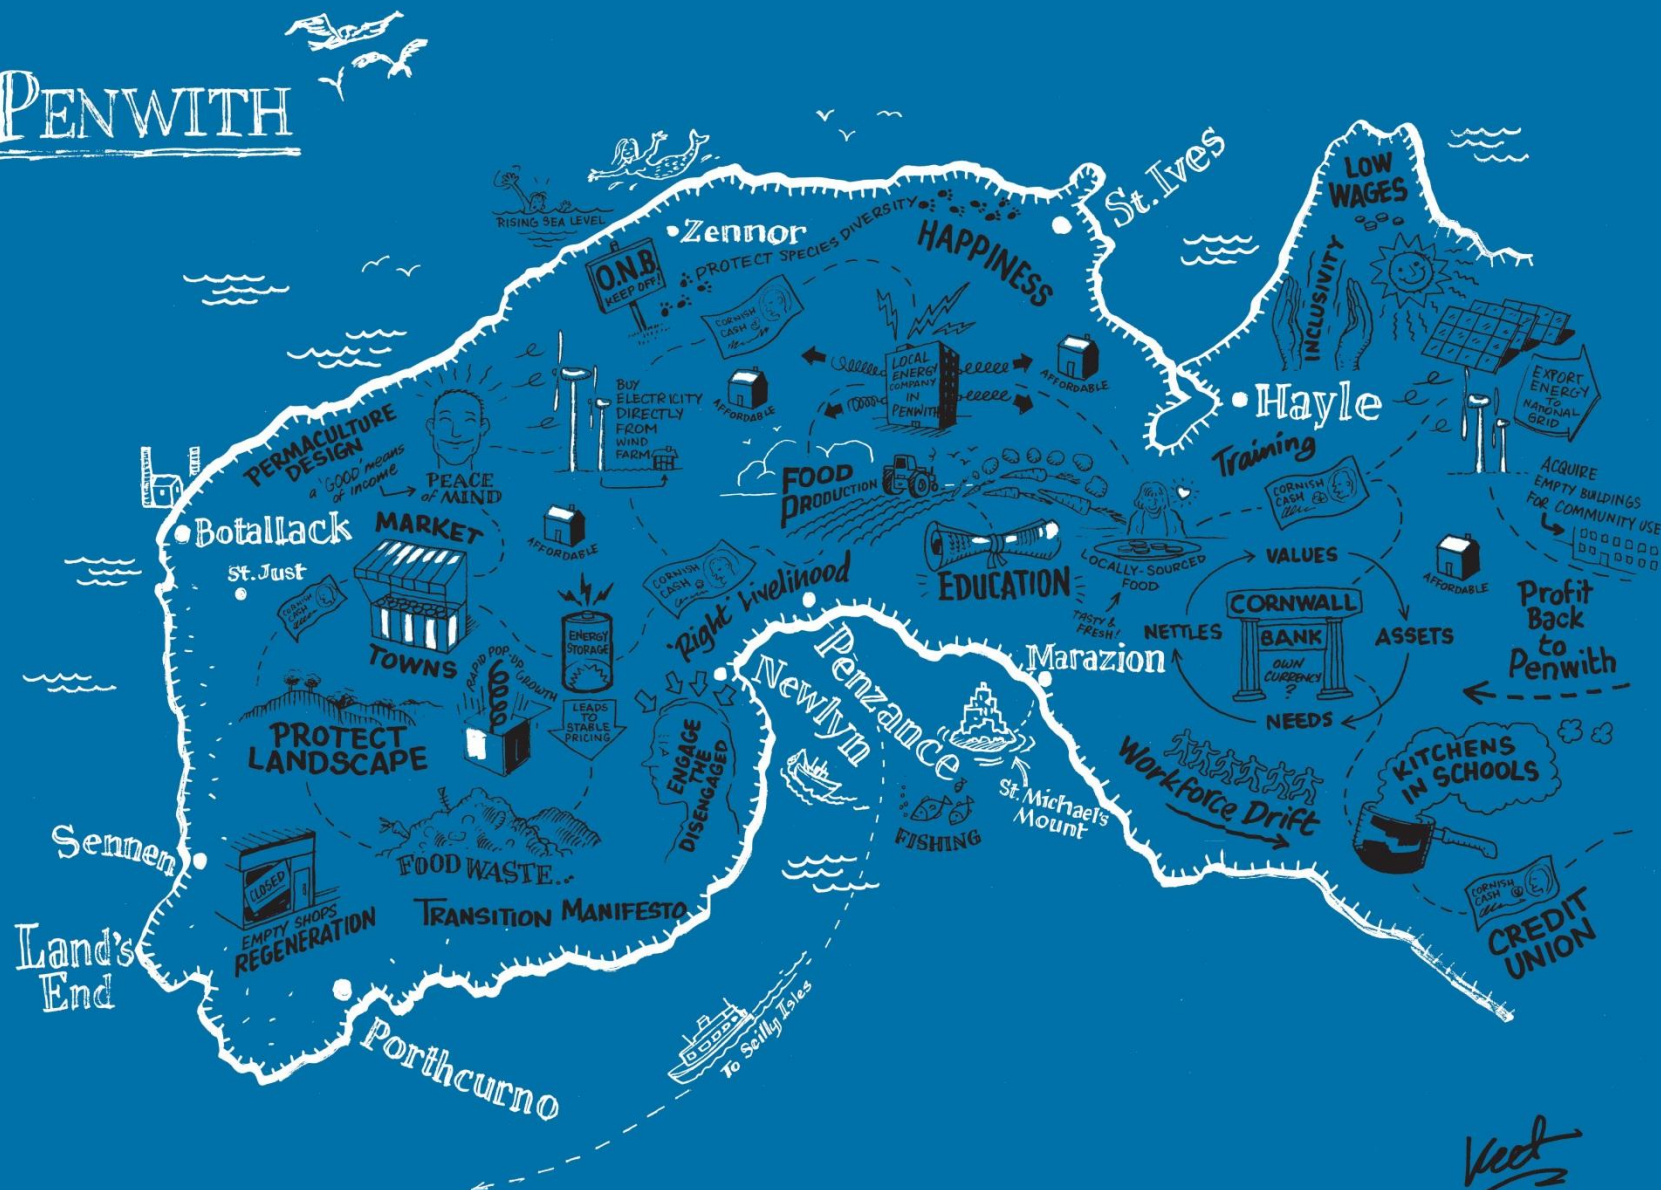 PENWITH
RISING SEA LEVEL
Zennor
O.N.B.
KEEP OFF!
PROTECT SPECIES DIVERSITY
HAPPINESS
St. Ives
LOW
WAGES
INCLUSIVITY
CORNISH
CASH
LOCAL
ENERGY
COMPANY
IN
PENWITH
AFFORDABLE
AFFORDABLE
BUY
ELECTRICITY
DIRECTLY
FROM
WIND
FARM
Hayle
EXPORT
ENERGY
TO
NATIONAL
GRID
PERMACULTURE
DESIGN
a 'GOOD' means
of income
PEACE
of MIND
FOOD
PRODUCTION
Training
CORNISH
CASH
ACQUIRE
EMPTY BUILDINGS
FOR COMMUNITY USE
Botallack
St. Just
MARKET
TOWNS
AFFORDABLE
CORNISH
CASH
CORNISH
CASH
Right Livelihood
EDUCATION
LOCALLY-SOURCED
FOOD
TASTY &
FRESH!
VALUES
ASSETS
NEEDS
NETTLES
CORNWALL
BANK
OWN
CURRENCY
?
AFFORDABLE
Profit
Back
to
Penwith
ENERGY
STORAGE
LEADS
TO
STABLE
PRICING
RAPID POP-UP GROWTH
PROTECT
LANDSCAPE
ENGAGE
THE
DISENGAGED
Newlyn
Penzance
Marazion
St. Michael's
Mount
FISHING
Workforce Drift
KITCHENS
IN SCHOOLS
Sennen
CLOSED
EMPTY SHOPS
REGENERATION
FOOD WASTE...
TRANSITION MANIFESTO
CORNISH
CASH
CREDIT
UNION
Land's
End
Porthcurno
To Scilly Isles